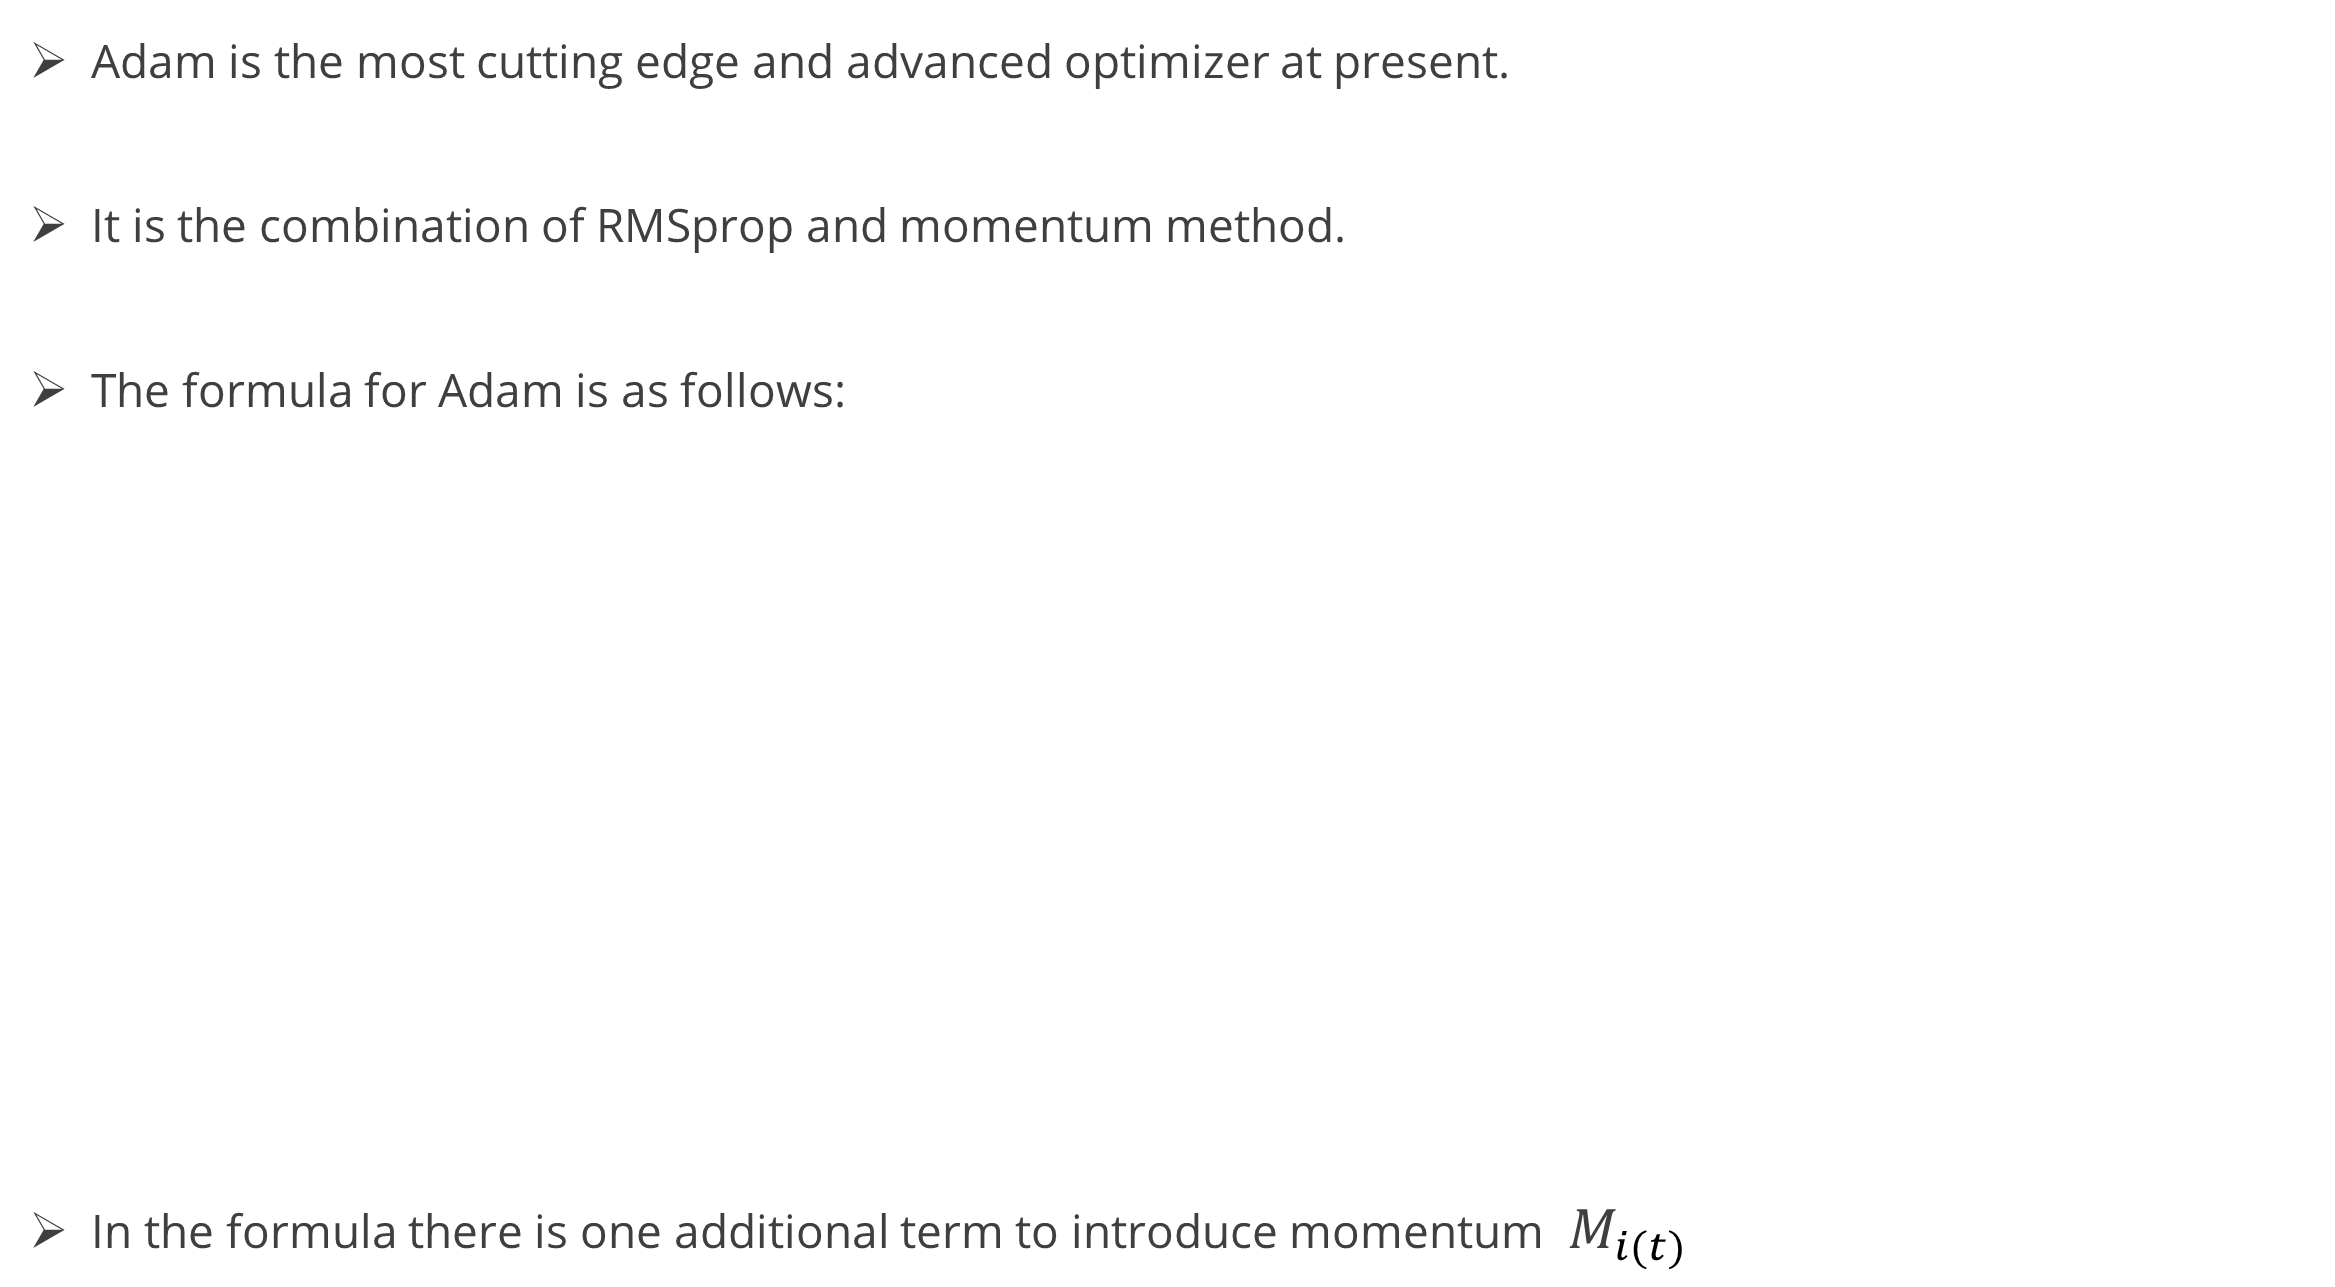 ➢ Adam is the most cutting edge and advanced optimizer at present.
➢ It is the combination of RMSprop and momentum method.
➢ The formula for Adam is as follows:
➢ In the formula there is one additional term to introduce momentum M_{i(t)}